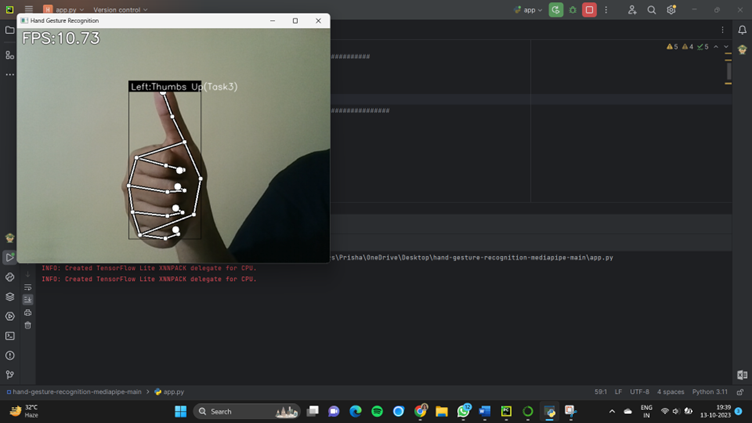 app.py
Version control
app
Hand Gesture Recognition
FPS:10.73
5 4 5
##########
Left:Thumbs Up(Task3)
###############
s\Prisha\OneDrive\Desktop\hand-gesture-recognition-mediapipe-main\app.py
INFO: Created TensorFlow Lite XNNPACK delegate for CPU.
INFO: Created TensorFlow Lite XNNPACK delegate for CPU.
hand-gesture-recognition-mediapipe-main
app.py
59:1 LF UTF-8 4 spaces Python 3.11
32°C
Haze
Search
ENG
IN
19:39
13-10-2023